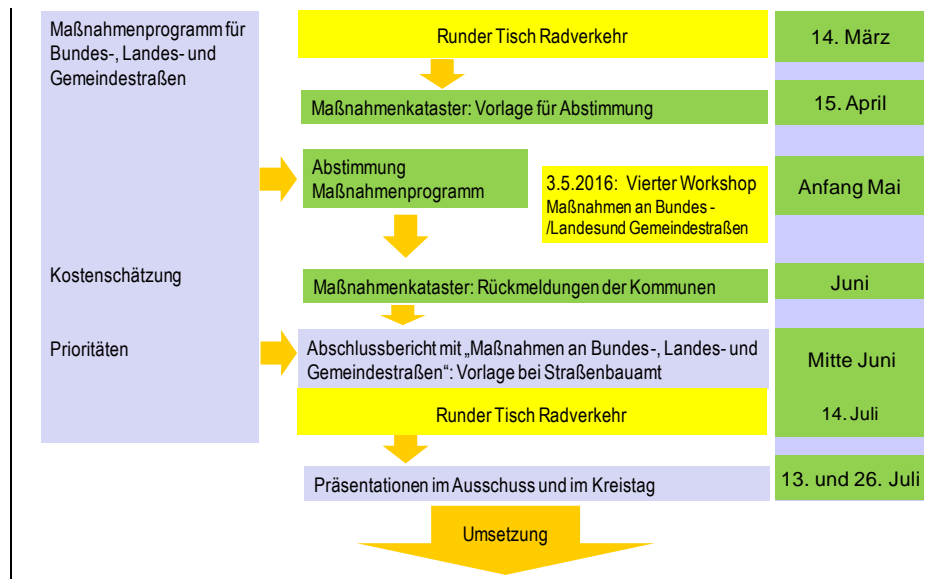 Maßnahmenprogramm für
Bundes-, Landes- und
Gemeindestraßen
Runder Tisch Radverkehr
14. März
Maßnahmenkataster: Vorlage für Abstimmung
15. April
Abstimmung
Maßnahmenprogramm
3.5.2016: Vierter Workshop
Maßnahmen an Bundes -
/Landesund Gemeindestraßen
Anfang Mai
Kostenschätzung
Maßnahmenkataster: Rückmeldungen der Kommunen
Juni
Prioritäten
Abschlussbericht mit „Maßnahmen an Bundes-, Landes- und
Gemeindestraßen“: Vorlage bei Straßenbauamt
Mitte Juni
Runder Tisch Radverkehr
14. Juli
Präsentationen im Ausschuss und im Kreistag
13. und 26. Juli
Umsetzung